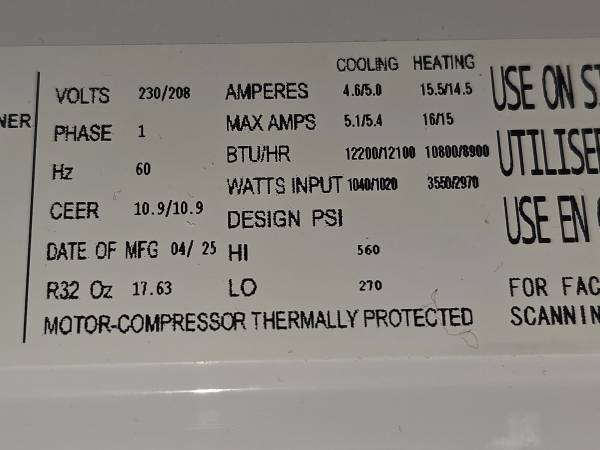 NER
VOLTS 230/208
PHASE 1
Hz 60
CEER 10.9/10.9
DATE OF MFG 04/ 25
R32 Oz 17.63
COOLING HEATING
AMPERES 4.6/5.0 15.5/14.5
MAX AMPS 5.1/5.4 16/15
BTU/HR 12200/12100 10800/8900
WATTS INPUT 1040/1020 3550/2970
DESIGN PSI
HI 560
LO 270
MOTOR-COMPRESSOR THERMALLY PROTECTED
USE ON S
UTILISE
USE EN
FOR FAC
SCANNIN